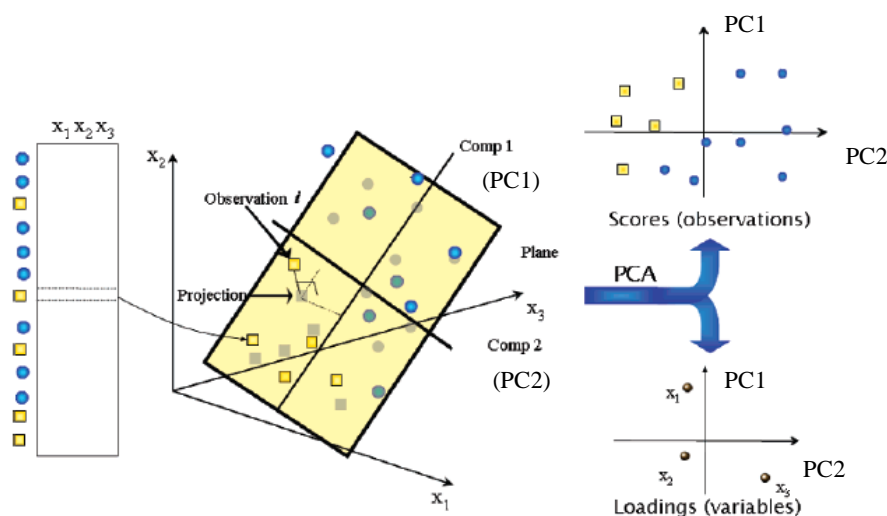 x1 x2 x3
x2
Observation i
Projection
Comp 1
(PC1)
Plane
x3
Comp 2
(PC2)
x1
PC1
PC2
Scores (observations)
PCA
PC1
x1
PC2
x2
x3
Loadings (variables)